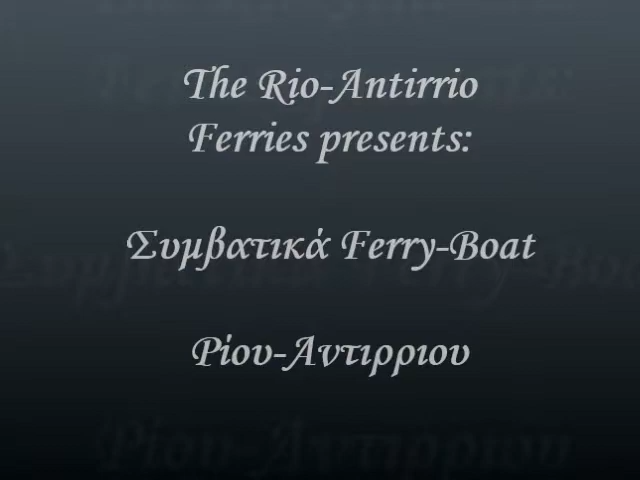 The Rio-Antirrio
Ferries presents:
Συμβατικά Ferry-Boat
Ρίου-Αντιρριου